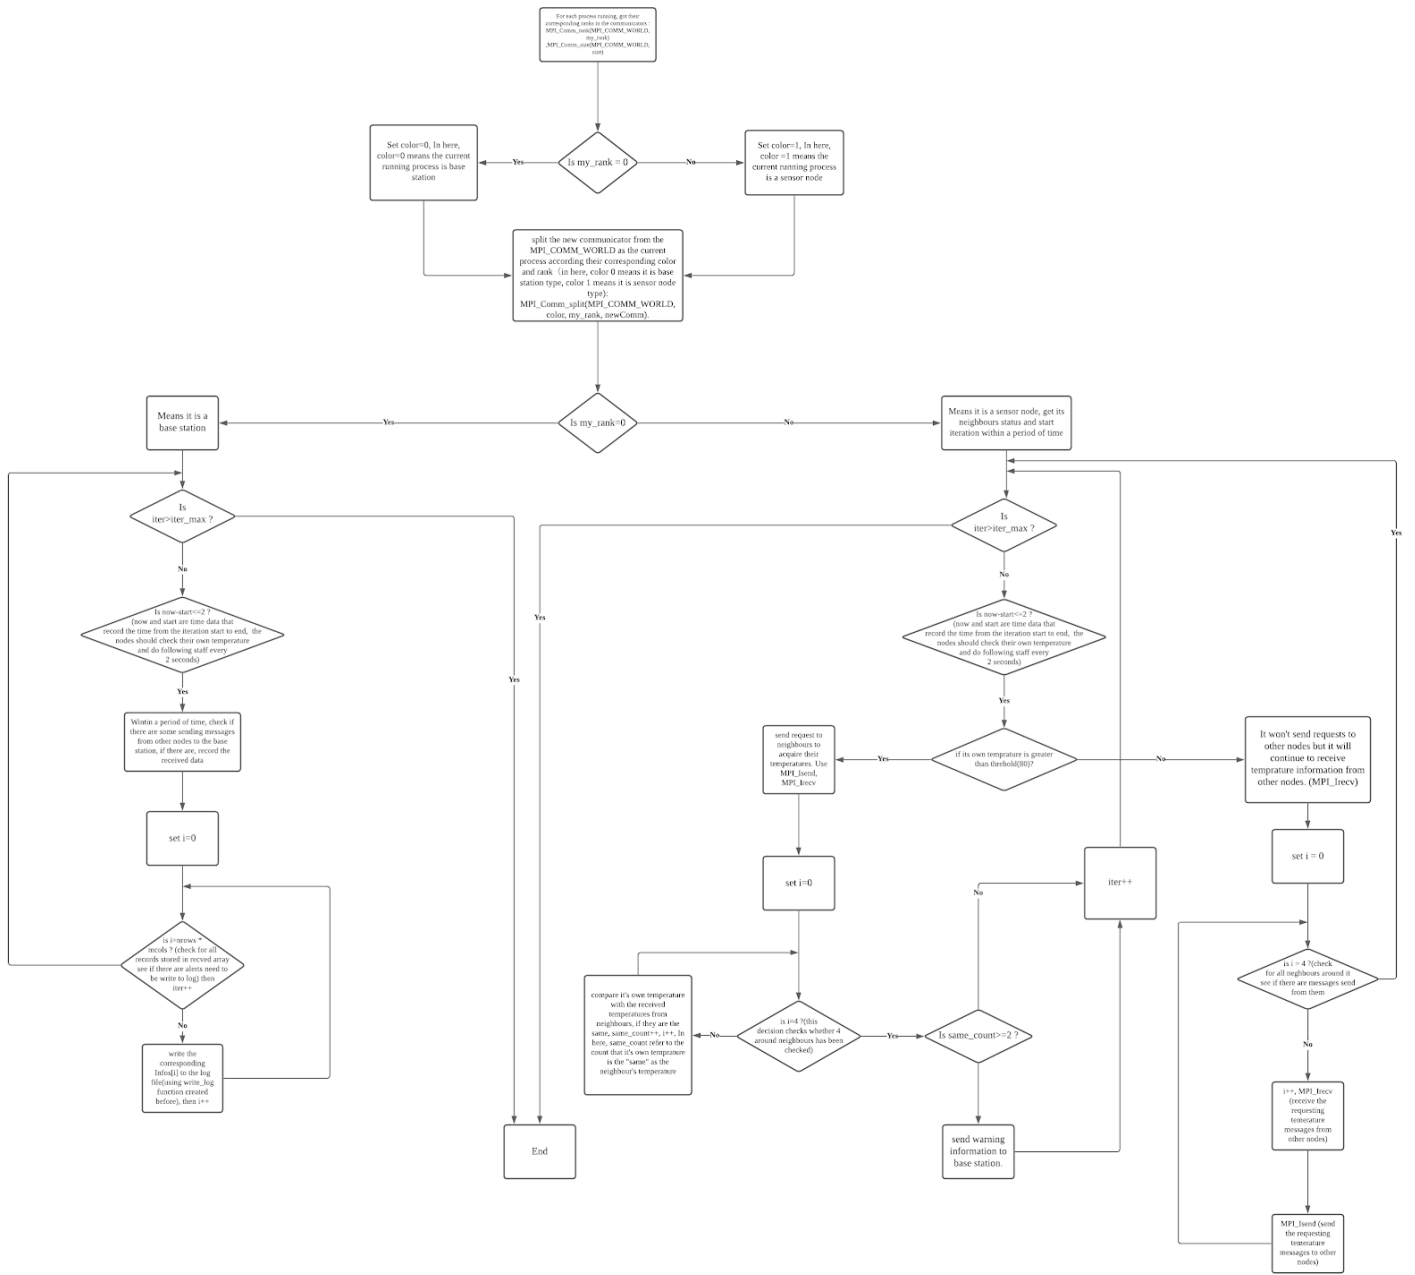 For each process running, got their
corresponding ranks in the communicators :
MPI_Comm_rank(MPI_COMM_WORLD,
my_rank)
,MPI_Comm_size(MPI_COMM_WORLD,
size)
Is my_rank = 0
Yes
No
Set color=0, In here,
color=0 means the current
running process is base
station
Set color=1, In here,
color =1 means the
current running process
is a sensor node
split the new communicator from the
MPI_COMM_WORLD as the current
process according their corresponding color
and rank（in here, color 0 means it is base
station type, color 1 means it is sensor node
type):
MPI_Comm_split(MPI_COMM_WORLD,
color, my_rank, newComm).
Is my_rank=0
Yes
No
Means it is a
base station
Means it is a sensor node, get its
neighbours status and start
iteration within a period of time
Is
iter>iter_max ?
No
Yes
Is now-start<=2 ?
(now and start are time data that
record the time from the iteration start to end, the
nodes should check their own temperature
and do following staff every
2 seconds)
Yes
Wintin a period of time, check if
there are some sending messages
from other nodes to the base
station, if there are, record the
received data
set i=0
is i=nrows *
mcols ? (check for all
records stored in recved array
see if there are alerts need to
be write to log) then
iter++
No
write the
corresponding
Infos[i] to the log
file(using write_log
function created
before), then i++
Is
iter>iter_max ?
Yes
No
Is now-start<=2 ?
(now and start are time data that
record the time from the iteration start to end, the
nodes should check their own temperature
and do following staff every
2 seconds)
Yes
if its own temprature is greater
than threhold(80)?
Yes
No
send request to
neighbours to
acquire their
temperatures. Use
MPI_Isend,
MPI_Irecv
set i=0
is i=4 ?(this
decision checks whether 4
around neighbours has been
checked)
No
Yes
compare it's own temperature
with the received
temperatures from
neighbours, if they are the
same, same_count++, i++, In
here, same_count refer to the
count that it's own temprature
is the "same" as the
neighbour's temperature
Is same_count>=2 ?
No
iter++
send warning
information to
base station.
End
It won't send requests to
other nodes but it will
continue to receive
temprature information from
other nodes. (MPI_Irecv)
set i = 0
is i = 4 ?(check
for all neghbours around it
see if there are messages send
from them
Yes
No
i++, MPI_Irecv
(receive the
requesting
temerature
messages from
other nodes)
MPI_Isend (send
the requesting
temerature
messages to other
nodes)